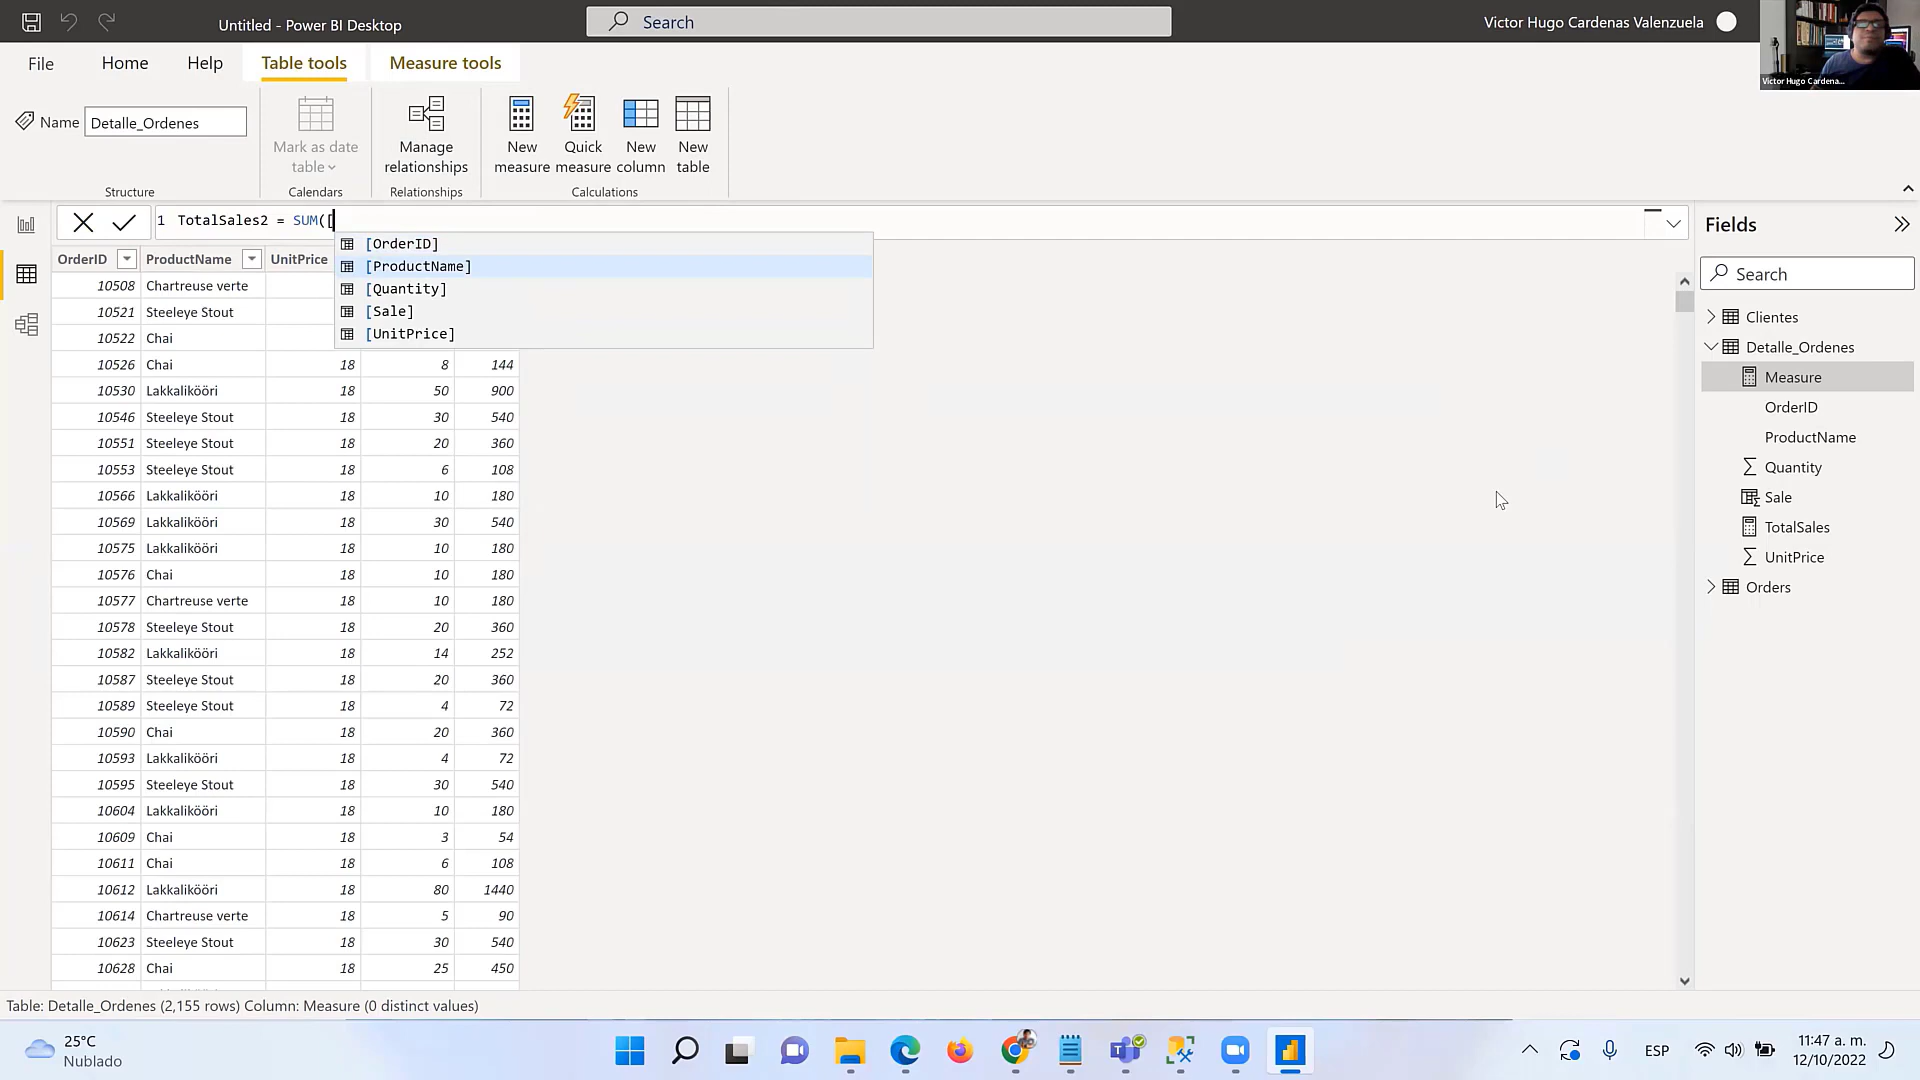 Untitled - Power BI Desktop
Search
Victor Hugo Cardenas Valenzuela
Victor Hugo Cardena...
File Home Help Table tools Measure tools
Name Detalle_Ordenes
Mark as date table
Manage relationships
New measure
Quick measure
New column
New table
Structure Calendars Relationships Calculations
1 TotalSales2 = SUM([
[OrderID]
[ProductName]
[Quantity]
[Sale]
[UnitPrice]
OrderID ProductName UnitPrice
10508 Chartreuse verte
10521 Steeleye Stout
10522 Chai
10526 Chai 18 8 144
10530 Lakkalikööri 18 50 900
10546 Steeleye Stout 18 30 540
10551 Steeleye Stout 18 20 360
10553 Steeleye Stout 18 6 108
10566 Lakkalikööri 18 10 180
10569 Lakkalikööri 18 30 540
10575 Lakkalikööri 18 10 180
10576 Chai 18 10 180
10577 Chartreuse verte 18 10 180
10578 Steeleye Stout 18 20 360
10582 Lakkalikööri 18 14 252
10587 Steeleye Stout 18 20 360
10589 Steeleye Stout 18 4 72
10590 Chai 18 20 360
10593 Lakkalikööri 18 4 72
10595 Steeleye Stout 18 30 540
10604 Lakkalikööri 18 10 180
10609 Chai 18 3 54
10611 Chai 18 6 108
10612 Lakkalikööri 18 80 1440
10614 Chartreuse verte 18 5 90
10623 Steeleye Stout 18 30 540
10628 Chai 18 25 450
Fields
Search
Clientes
Detalle_Ordenes
Measure
OrderID
ProductName
Quantity
Sale
TotalSales
UnitPrice
Orders
Table: Detalle_Ordenes (2,155 rows) Column: Measure (0 distinct values)
25°C
Nublado
ESP
11:47 a. m.
12/10/2022